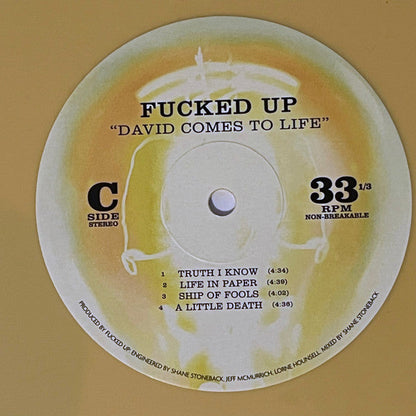 FUCKED UP
"DAVID COMES TO LIFE"
C
SIDE
STEREO
33 1/3
RPM
NON-BREAKABLE
1 TRUTH I KNOW (4:34)
2 LIFE IN PAPER (4:39)
3 SHIP OF FOOLS (4:02)
4 A LITTLE DEATH (4:36)
PRODUCED BY FUCKED UP. ENGINEERED BY SHANE STONEBACK, JEFF MCMURRICH, LORNE HOUNSELL. MIXED BY SHANE STONEBACK